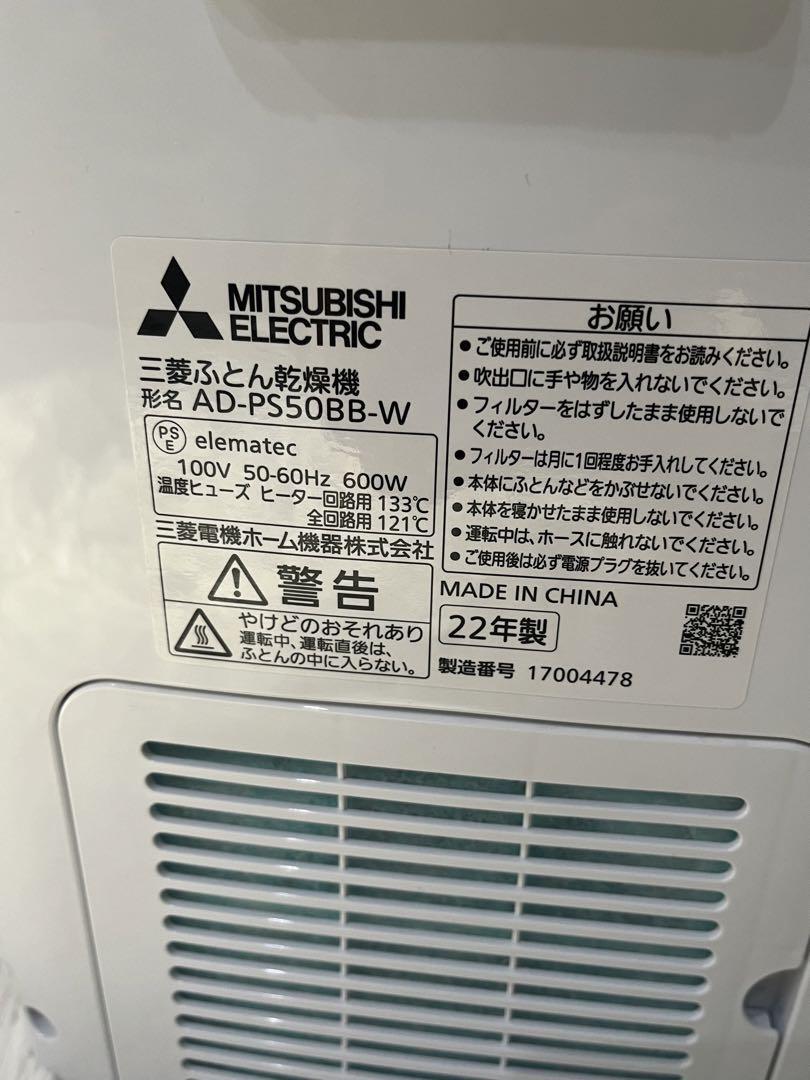 MITSUBISHI
ELECTRIC
三菱ふとん乾燥機
形名 AD-PS50BB-W
PS
E
elematec
100V 50-60Hz 600W
温度ヒューズ ヒーター回路用 133℃
全回路用 121℃
三菱電機ホーム機器株式会社
警告
やけどのおそれあり
運転中、運転直後は、
ふとんの中に入らない。
お願い
●ご使用前に必ず取扱説明書をお読みください。
●吹出口に手や物を入れないでください。
●フィルターをはずしたまま使用しないで
ください。
●フィルターは月に1回程度お手入れしてください。
●本体にふとんなどをかぶせないでください。
●本体を寝かせたまま使用しないでください。
●運転中は、ホースに触れないでください。
●ご使用後は必ず電源プラグを抜いてください。
MADE IN CHINA
22年製
製造番号 17004478